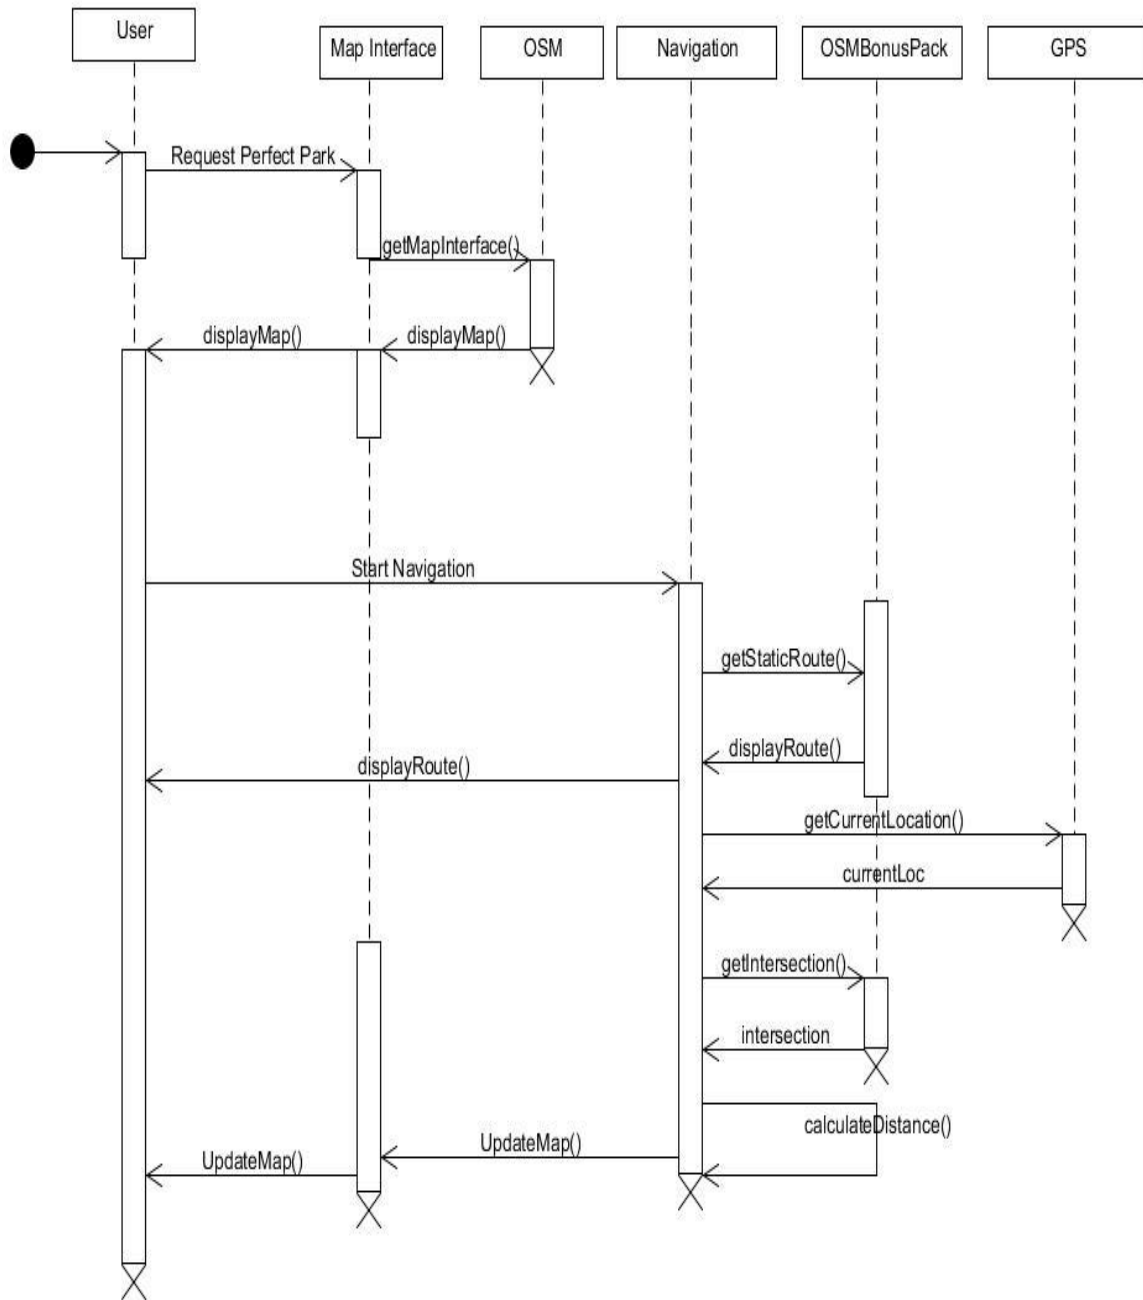 User
Map Interface
OSM
Navigation
OSMBonusPack
GPS
Request Perfect Park
getMapInterface()
displayMap()
displayMap()
Start Navigation
getStaticRoute()
displayRoute()
displayRoute()
getCurrentLocation()
currentLoc
getIntersection()
intersection
calculateDistance()
UpdateMap()
UpdateMap()